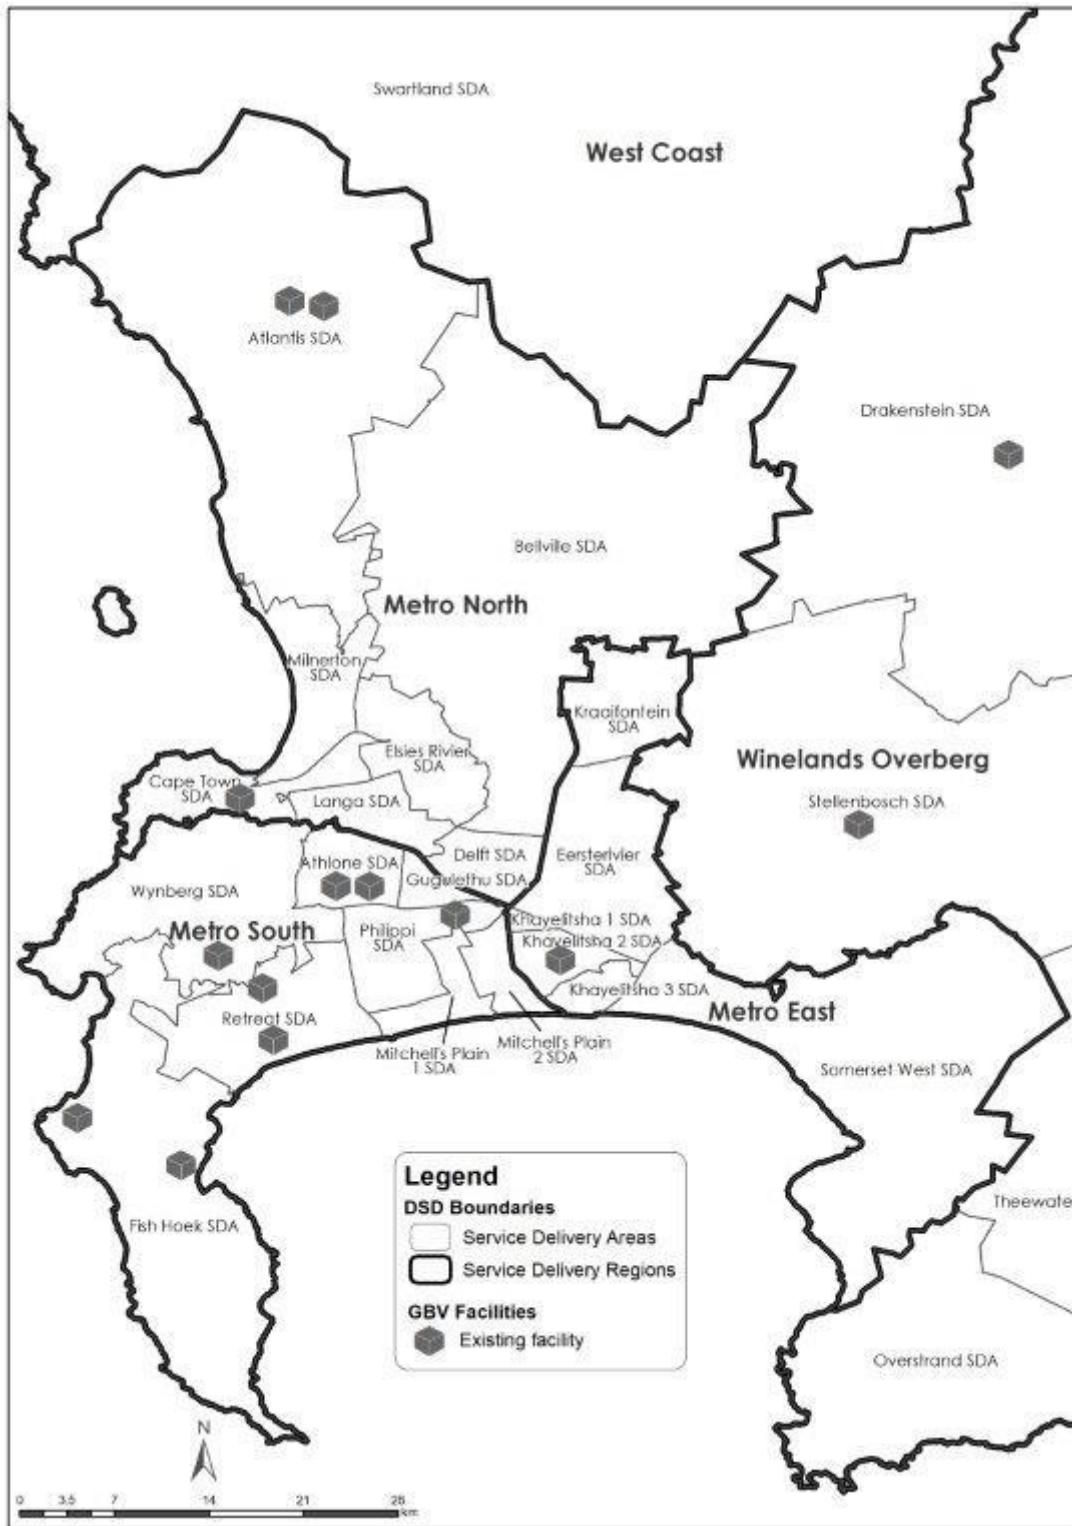 Swartland SDA
West Coast
Atlantis SDA
Drakenstein SDA
Bellville SDA
Metro North
Milnerton
SDA
Kraaifontein
SDA
Elsies Rivier
SDA
Winelands Overberg
Cape Town
SDA
Langa SDA
Stellenbosch SDA
Delft SDA
Eersterivier
SDA
Athlone SDA
Gugulethu SDA
Wynberg SDA
Khayelitsha 1 SDA
Metro South
Philippi
SDA
Khayelitsha 2 SDA
Khayelitsha 3 SDA
Metro East
Retreat SDA
Mitchell's Plain
1 SDA
Mitchell's Plain
2 SDA
Somerset West SDA
Theewater
Fish Hoek SDA
Legend
DSD Boundaries
Service Delivery Areas
Service Delivery Regions
GBV Facilities
Existing facility
Overstrand SDA
N
0 3.5 7 14 21 28
km